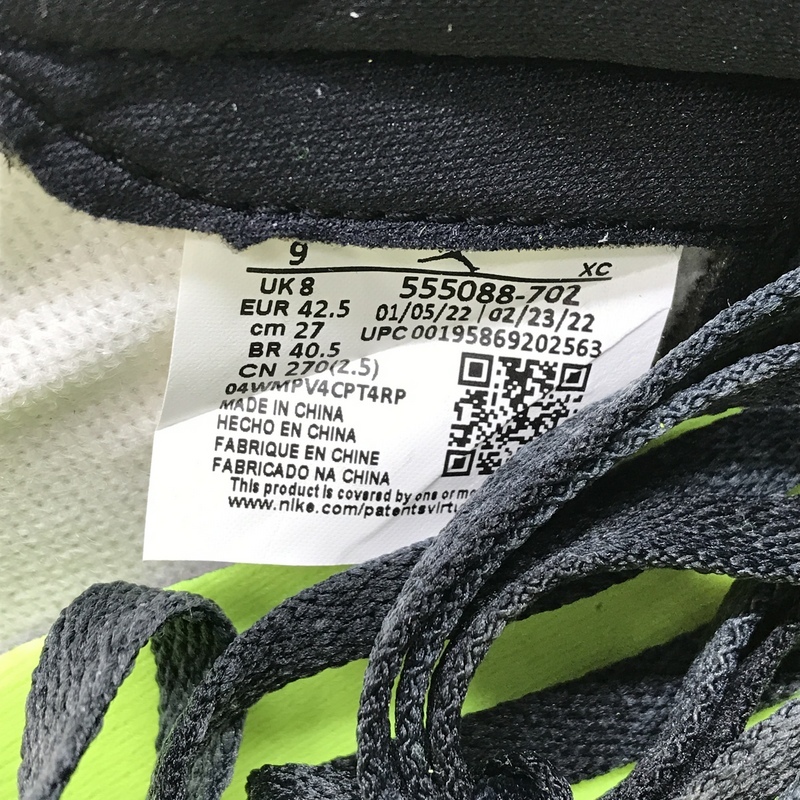 9
XC
UK 8
555088-702
EUR 42.5
01/05/22 | 02/23/22
cm 27
UPC 00195869202563
BR 40.5
CN 270(2.5)
04WMPV4CPT4RP
MADE IN CHINA
HECHO EN CHINA
FABRIQUE EN CHINE
FABRICADO NA CHINA
This product is covered by one or
www.nike.com/patents